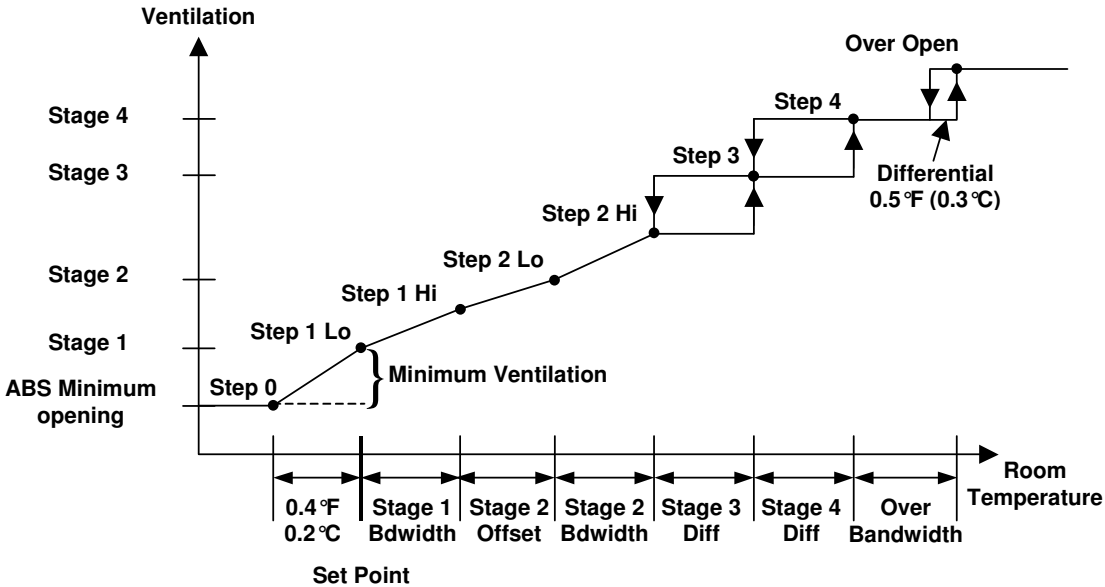 Ventilation
Over Open
Stage 4
Step 4
Stage 3
Step 3
Differential
0.5°F (0.3°C)
Step 2 Hi
Stage 2
Step 2 Lo
Step 1 Hi
Stage 1
Step 1 Lo
Minimum Ventilation
ABS Minimum
opening
Step 0
Room
Temperature
0.4°F
0.2°C
Stage 1
Bdwidth
Stage 2
Offset
Stage 2
Bdwidth
Stage 3
Diff
Stage 4
Diff
Over
Bandwidth
Set Point